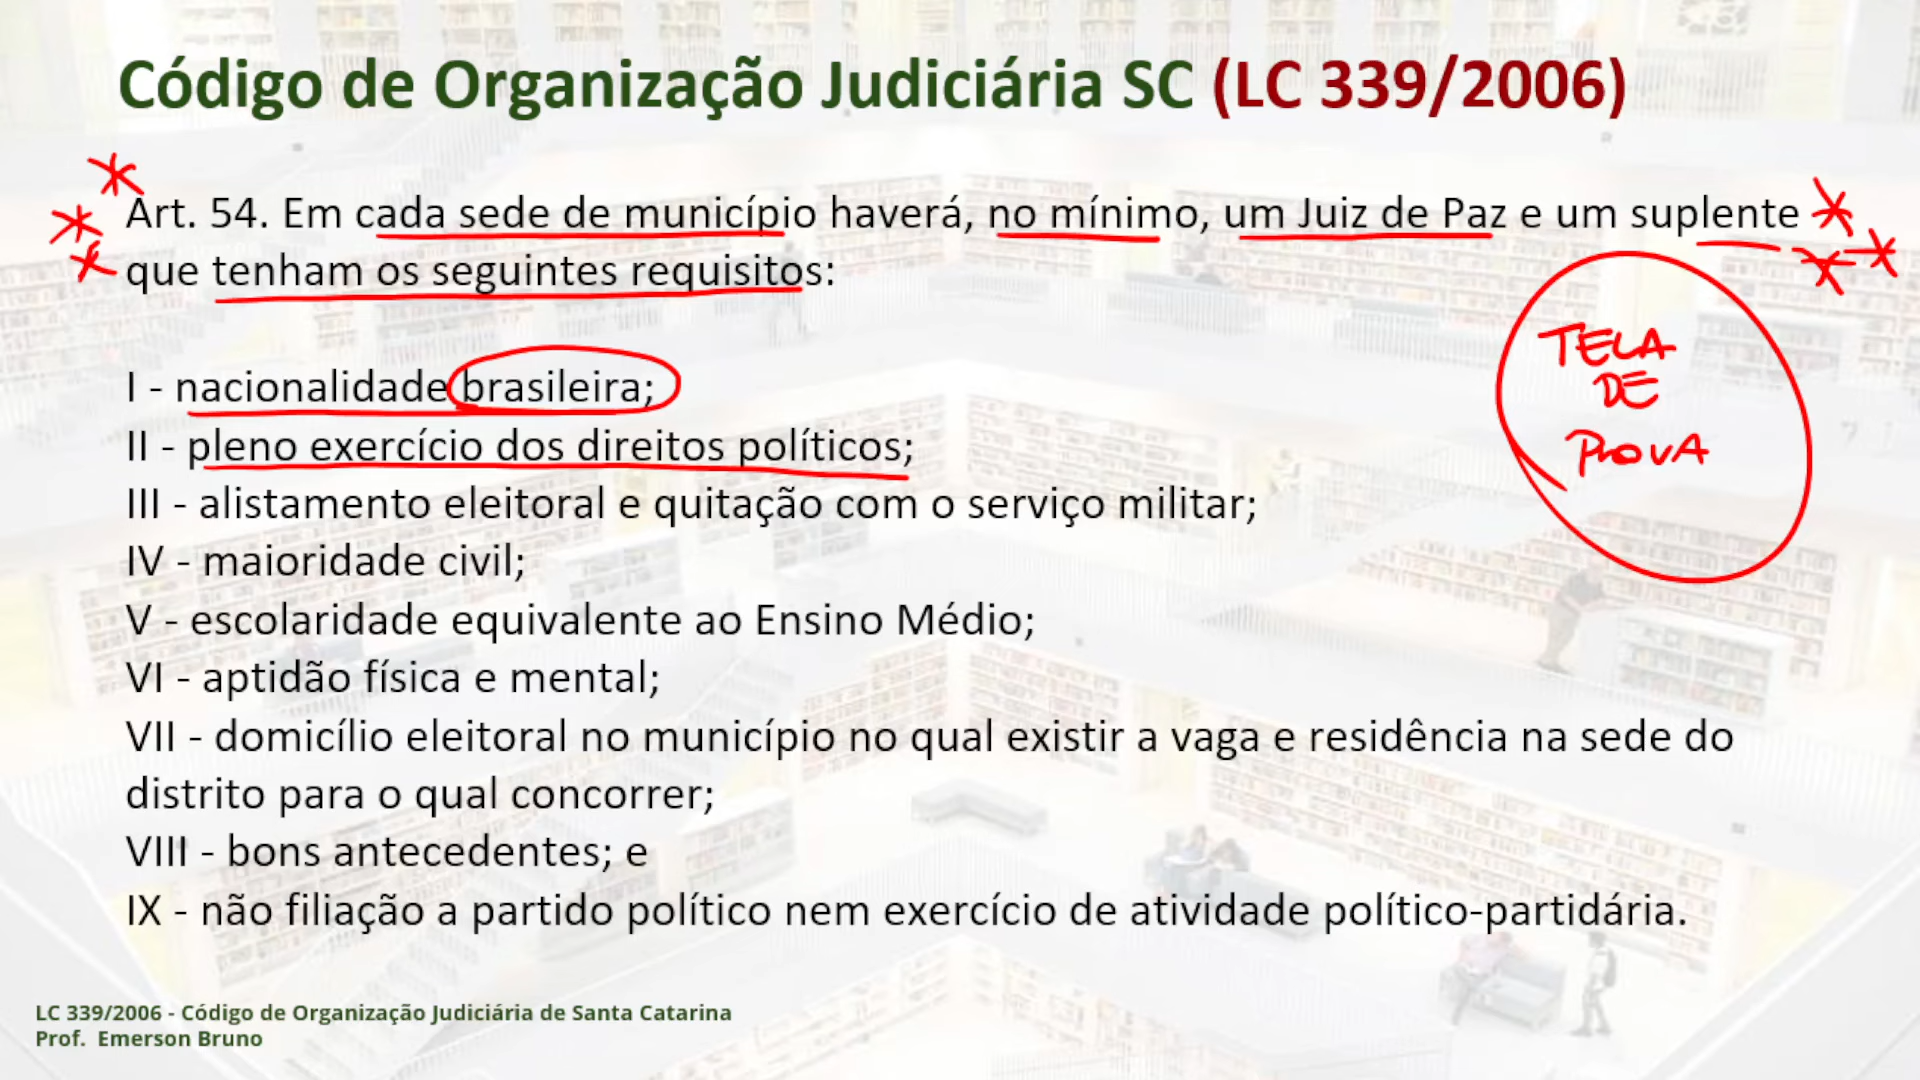 Código de Organização Judiciária SC (LC 339/2006)
Art. 54. Em cada sede de município haverá, no mínimo, um Juiz de Paz e um suplente
que tenham os seguintes requisitos:
I - nacionalidade brasileira;
II - pleno exercício dos direitos políticos;
III - alistamento eleitoral e quitação com o serviço militar;
IV - maioridade civil;
V - escolaridade equivalente ao Ensino Médio;
VI - aptidão física e mental;
VII - domicílio eleitoral no município no qual existir a vaga e residência na sede do
distrito para o qual concorrer;
VIII - bons antecedentes; e
IX - não filiação a partido político nem exercício de atividade político-partidária.
TELA
DE
PROVA
LC 339/2006 - Código de Organização Judiciária de Santa Catarina
Prof. Emerson Bruno